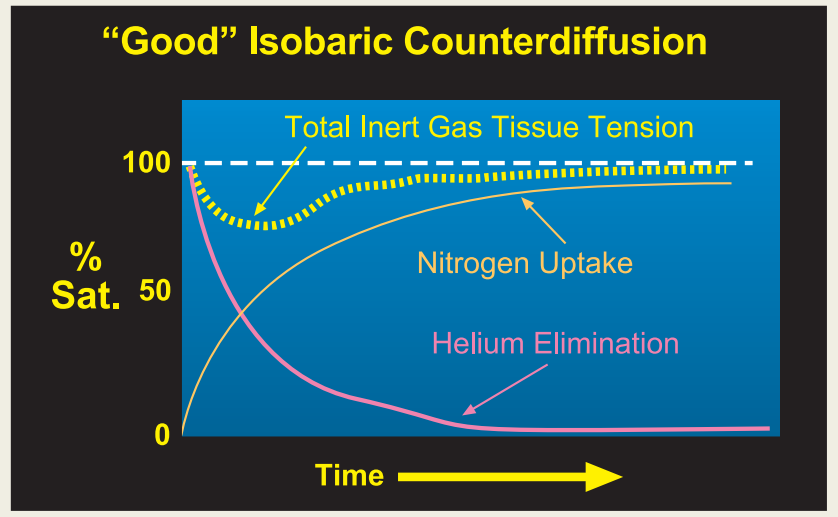 “Good” Isobaric Counterdiffusion
Total Inert Gas Tissue Tension
100
%
Sat.
50
Nitrogen Uptake
Helium Elimination
0
Time